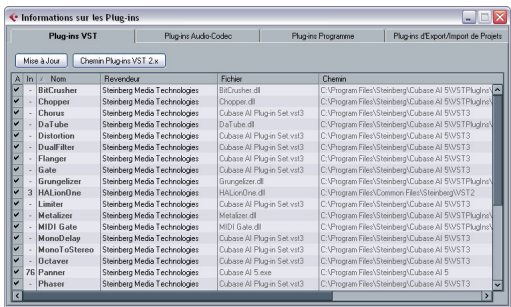 Informations sur les Plug-ins
Plug-ins VST Plug-ins Audio-Codec Plug-ins Programme Plug-ins d'Export/Import de Projets
Mise à Jour Chemin Plug-ins VST 2.x
A In Nom Revendeur Fichier Chemin
- BitCrusher Steinberg Media Technologies BitCrusher.dll C:\Program Files\Steinberg\Cubase AI 5\VSTPlugIns\
- Chopper Steinberg Media Technologies Chopper.dll C:\Program Files\Steinberg\Cubase AI 5\VSTPlugIns\
- Chorus Steinberg Media Technologies Cubase AI Plug-in Set.vst3 C:\Program Files\Steinberg\Cubase AI 5\VST3
- DaTube Steinberg Media Technologies DaTube.dll C:\Program Files\Steinberg\Cubase AI 5\VSTPlugIns\
- Distortion Steinberg Media Technologies Cubase AI Plug-in Set.vst3 C:\Program Files\Steinberg\Cubase AI 5\VST3
- DualFilter Steinberg Media Technologies Cubase AI Plug-in Set.vst3 C:\Program Files\Steinberg\Cubase AI 5\VST3
- Flanger Steinberg Media Technologies Cubase AI Plug-in Set.vst3 C:\Program Files\Steinberg\Cubase AI 5\VST3
- Gate Steinberg Media Technologies Cubase AI Plug-in Set.vst3 C:\Program Files\Steinberg\Cubase AI 5\VST3
- Grungelizer Steinberg Media Technologies Grungelizer.dll C:\Program Files\Steinberg\Cubase AI 5\VSTPlugIns\
3 HALionOne Steinberg Media Technologies HALionOne.dll C:\Program Files\Common Files\Steinberg\VST2
- Limiter Steinberg Media Technologies Cubase AI Plug-in Set.vst3 C:\Program Files\Steinberg\Cubase AI 5\VST3
- Metalizer Steinberg Media Technologies Metalizer.dll C:\Program Files\Steinberg\Cubase AI 5\VSTPlugIns\
- MIDI Gate Steinberg Media Technologies MIDI Gate.dll C:\Program Files\Steinberg\Cubase AI 5\VSTPlugIns\
- MonoDelay Steinberg Media Technologies Cubase AI Plug-in Set.vst3 C:\Program Files\Steinberg\Cubase AI 5\VST3
- MonoToStereo Steinberg Media Technologies Cubase AI Plug-in Set.vst3 C:\Program Files\Steinberg\Cubase AI 5\VST3
- Octaver Steinberg Media Technologies Cubase AI Plug-in Set.vst3 C:\Program Files\Steinberg\Cubase AI 5\VST3
76 Panner Steinberg Media Technologies Cubase AI 5.exe C:\Program Files\Steinberg\Cubase AI 5
- Phaser Steinberg Media Technologies Cubase AI Plug-in Set.vst3 C:\Program Files\Steinberg\Cubase AI 5\VST3